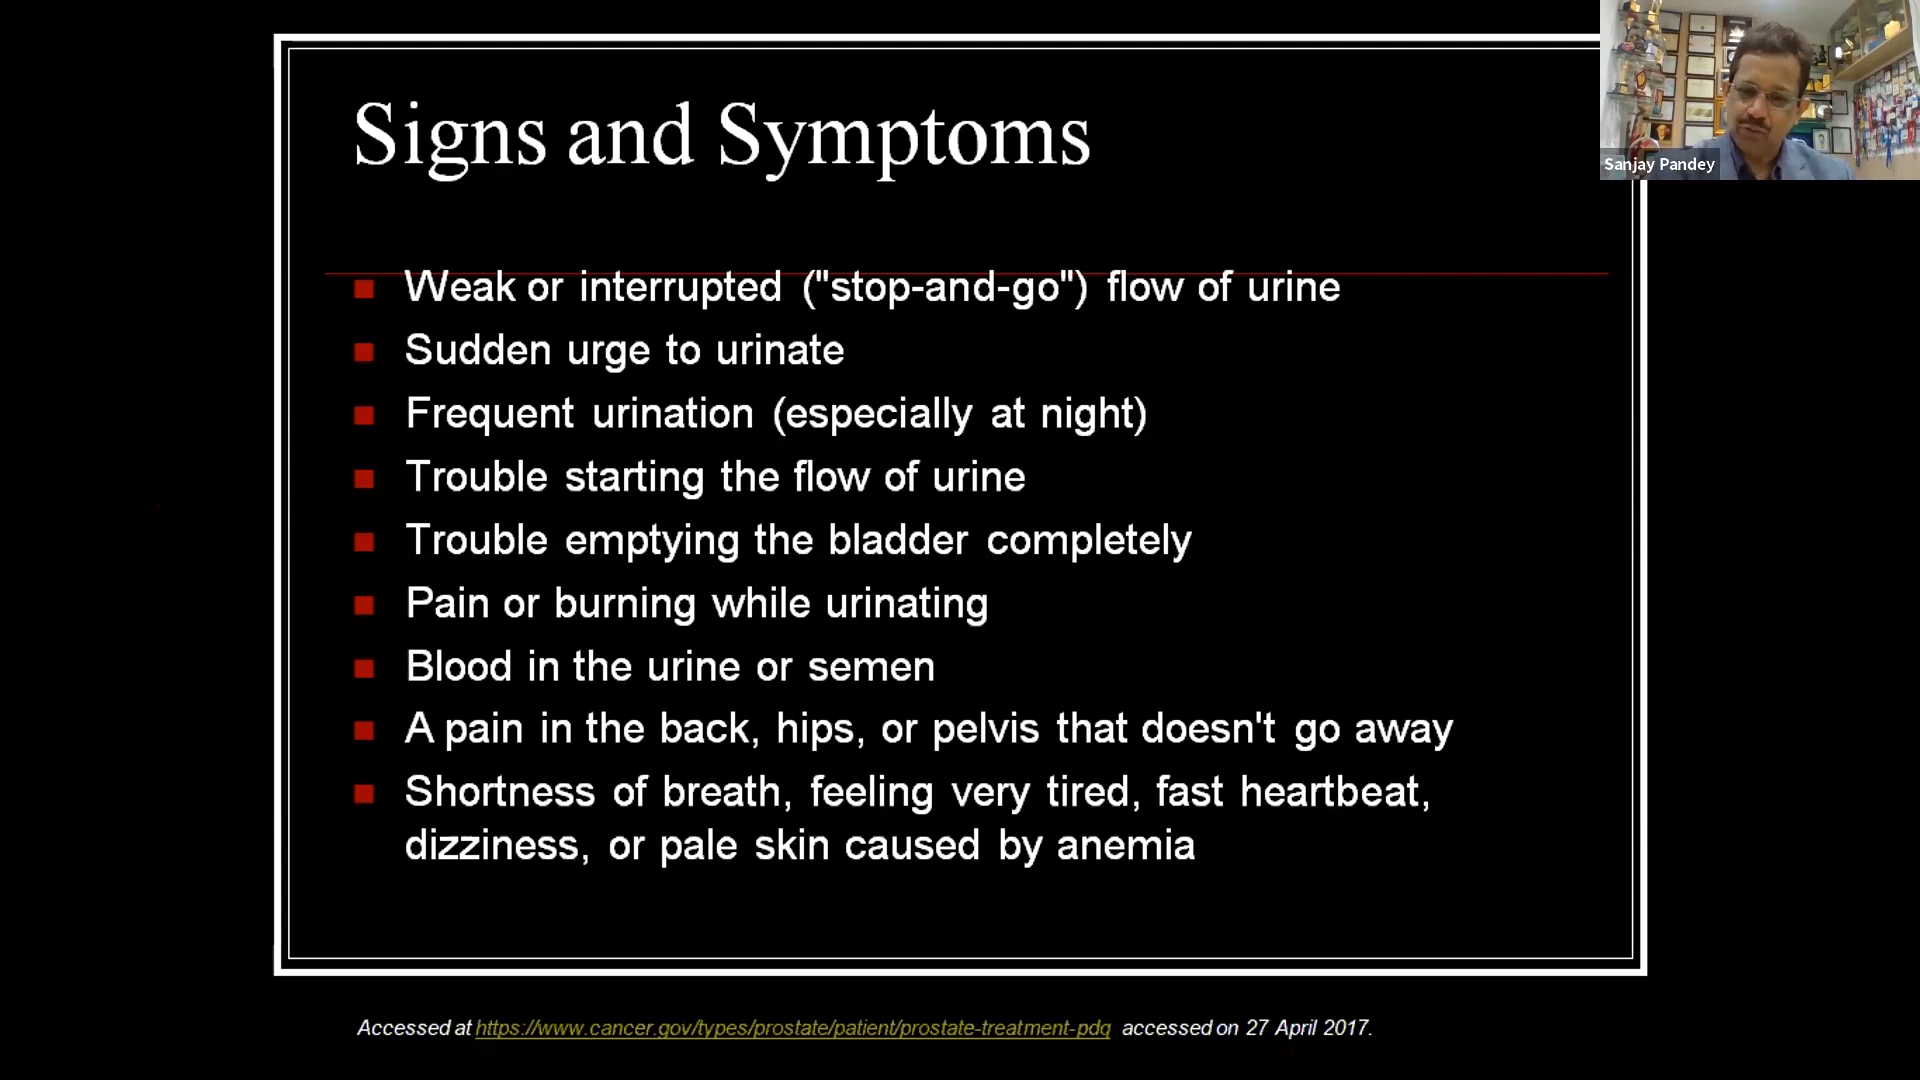 Signs and Symptoms
Weak or interrupted ("stop-and-go") flow of urine
Sudden urge to urinate
Frequent urination (especially at night)
Trouble starting the flow of urine
Trouble emptying the bladder completely
Pain or burning while urinating
Blood in the urine or semen
A pain in the back, hips, or pelvis that doesn't go away
Shortness of breath, feeling very tired, fast heartbeat,
dizziness, or pale skin caused by anemia
Accessed at https://www.cancer.gov/types/prostate/patient/prostate-treatment-pdq accessed on 27 April 2017.
Sanjay Pandey